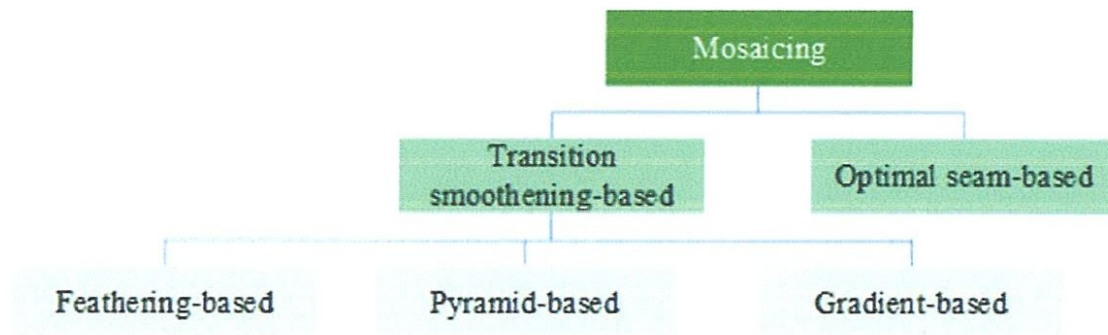 Mosaicing
Transition
smoothening-based
Optimal seam-based
Feathering-based
Pyramid-based
Gradient-based